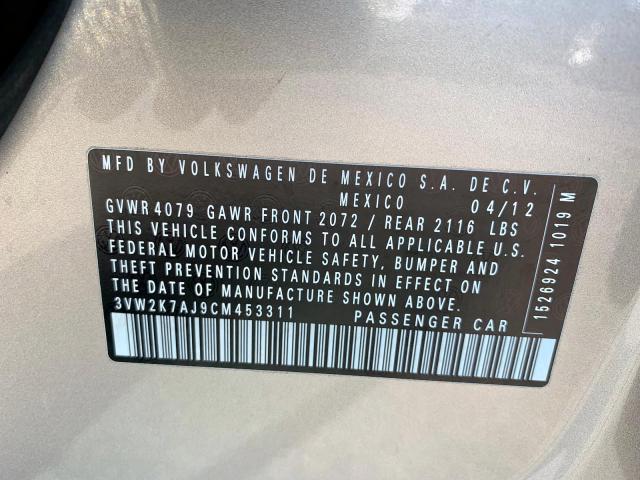 MFD BY VOLKSWAGEN DE MEXICO S.A. DE C.V.
MEXICO 04/12
GVWR 4079 GAWR FRONT 2072 / REAR 2116 LBS
THIS VEHICLE CONFORMS TO ALL APPLICABLE U.S.
FEDERAL MOTOR VEHICLE SAFETY, BUMPER AND
THEFT PREVENTION STANDARDS IN EFFECT ON
THE DATE OF MANUFACTURE SHOWN ABOVE.
3VW2K7AJ9CM453311 PASSENGER CAR
1526924 1019 M